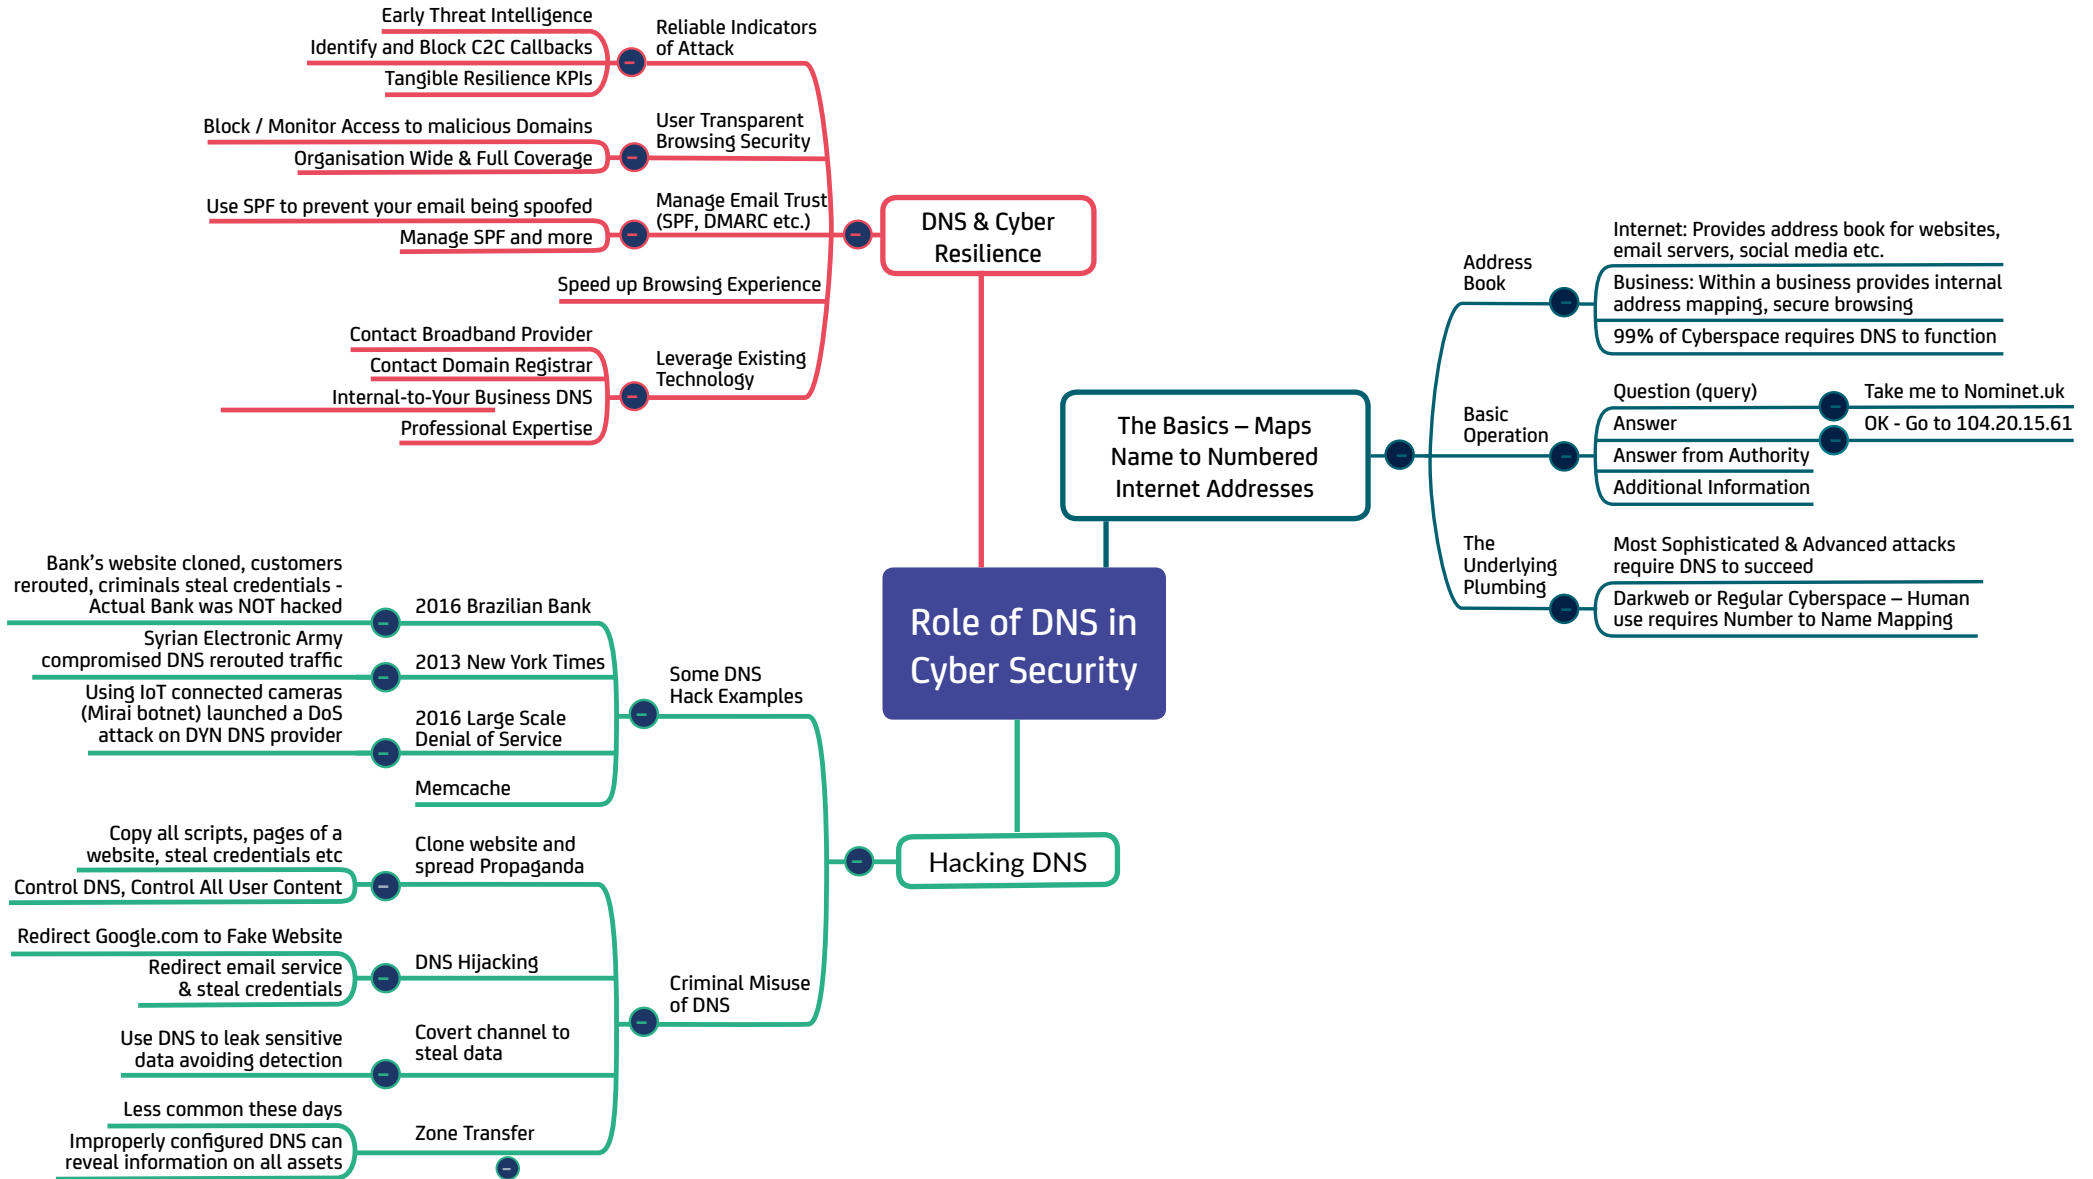 Role of DNS in
Cyber Security
DNS & Cyber
Resilience
Reliable Indicators
of Attack
Early Threat Intelligence
Identify and Block C2C Callbacks
Tangible Resilience KPIs
User Transparent
Browsing Security
Block / Monitor Access to malicious Domains
Organisation Wide & Full Coverage
Manage Email Trust
(SPF, DMARC etc.)
Use SPF to prevent your email being spoofed
Manage SPF and more
Speed up Browsing Experience
Leverage Existing
Technology
Contact Broadband Provider
Contact Domain Registrar
Internal-to-Your Business DNS
Professional Expertise
The Basics – Maps
Name to Numbered
Internet Addresses
Address
Book
Internet: Provides address book for websites,
email servers, social media etc.
Business: Within a business provides internal
address mapping, secure browsing
99% of Cyberspace requires DNS to function
Basic
Operation
Question (query)
Take me to Nominet.uk
Answer
OK - Go to 104.20.15.61
Answer from Authority
Additional Information
The
Underlying
Plumbing
Most Sophisticated & Advanced attacks
require DNS to succeed
Darkweb or Regular Cyberspace – Human
use requires Number to Name Mapping
Hacking DNS
Some DNS
Hack Examples
2016 Brazilian Bank
Bank’s website cloned, customers
rerouted, criminals steal credentials -
Actual Bank was NOT hacked
2013 New York Times
Syrian Electronic Army
compromised DNS rerouted traffic
2016 Large Scale
Denial of Service
Using IoT connected cameras
(Mirai botnet) launched a DoS
attack on DYN DNS provider
Memcache
Criminal Misuse
of DNS
Clone website and
spread Propaganda
Copy all scripts, pages of a
website, steal credentials etc
Control DNS, Control All User Content
DNS Hijacking
Redirect Google.com to Fake Website
Redirect email service
& steal credentials
Covert channel to
steal data
Use DNS to leak sensitive
data avoiding detection
Zone Transfer
Less common these days
Improperly configured DNS can
reveal information on all assets